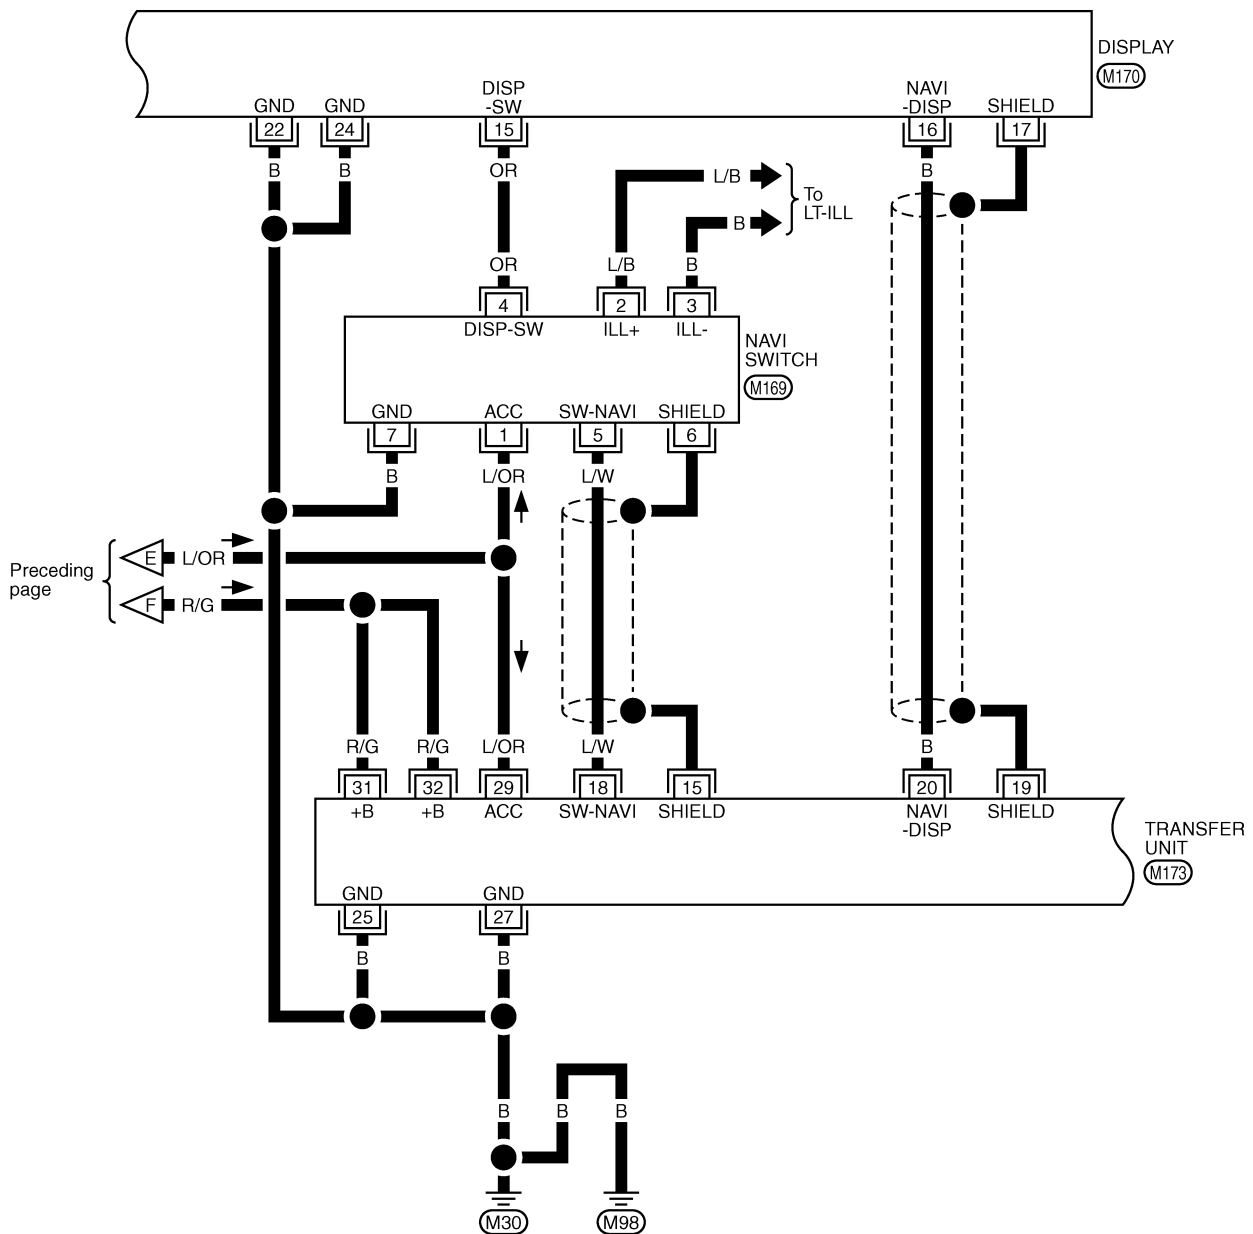 DISPLAY
M170
DISP
-SW
NAVI
-DISP
GND GND SHIELD
22 24 15 16 17
B B OR B
L/B
To
LT-ILL
B
OR L/B B
4 2 3
DISP-SW ILL+ ILL-
NAVI
SWITCH
M169
GND ACC SW-NAVI SHIELD
7 1 5 6
B L/OR L/W
E L/OR
Preceding
page
F R/G
R/G R/G L/OR L/W B
31 32 29 18 15 20 19
+B +B ACC SW-NAVI SHIELD NAVI
-DISP SHIELD
TRANSFER
UNIT
M173
GND GND
25 27
B B
B B B
M30 M98